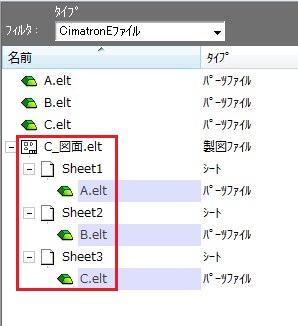 タイプ
フィルタ: CimatronEファイル
名前 タイプ
A.elt パーツファイル
B.elt パーツファイル
C.elt パーツファイル
C_図面.elt 製図ファイル
Sheet1 シート
A.elt パーツファイル
Sheet2 シート
B.elt パーツファイル
Sheet3 シート
C.elt パーツファイル